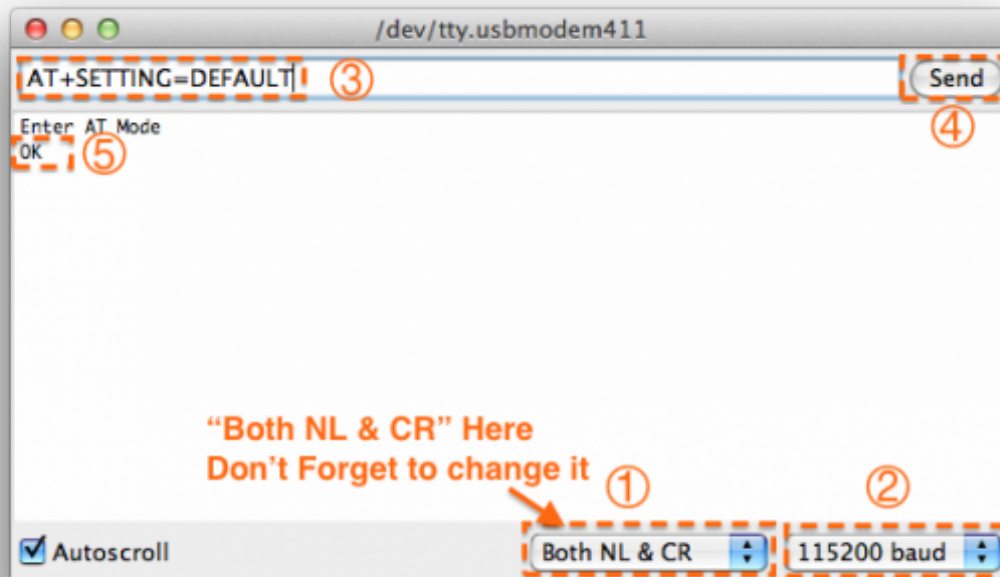 /dev/tty.usbmodem411
AT+SETTING=DEFAULT ③
Send
④
Enter AT Mode
OK ⑤
“Both NL & CR” Here
Don’t Forget to change it
① ②
Autoscroll Both NL & CR 115200 baud